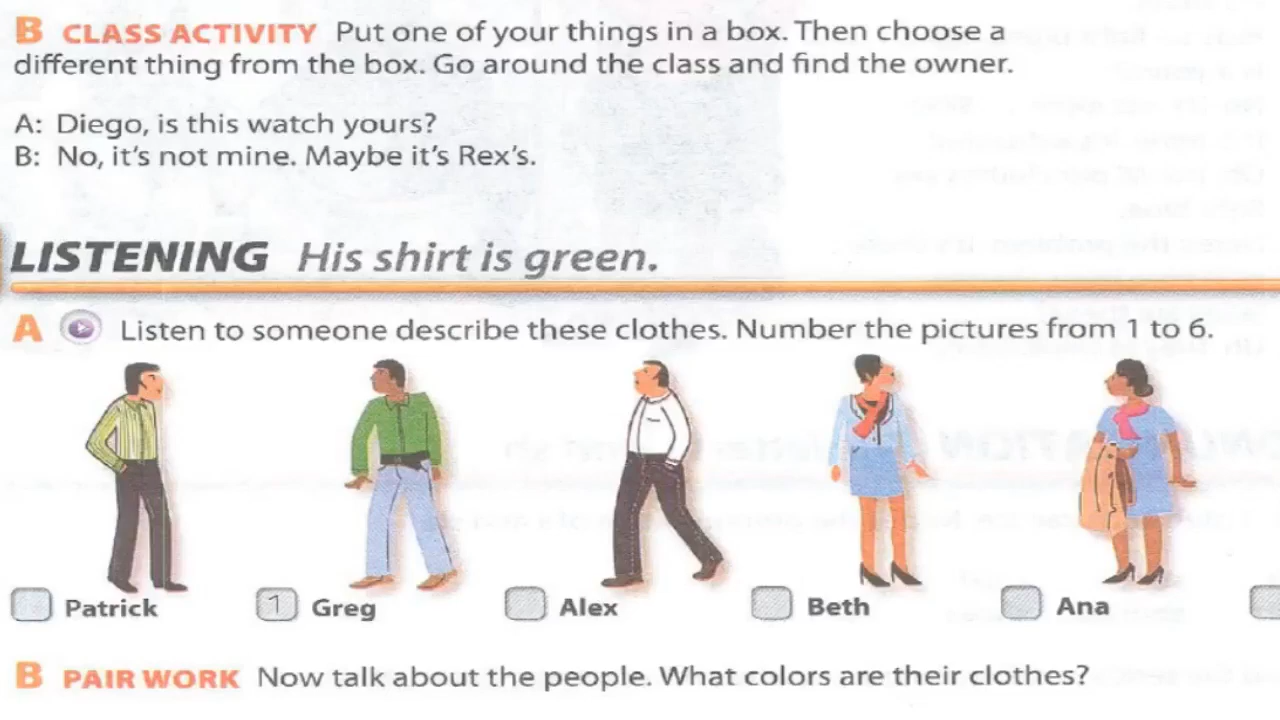 B CLASS ACTIVITY Put one of your things in a box. Then choose a
different thing from the box. Go around the class and find the owner.
A: Diego, is this watch yours?
B: No, it's not mine. Maybe it's Rex's.
LISTENING His shirt is green.
A Listen to someone describe these clothes. Number the pictures from 1 to 6.
Patrick 1 Greg Alex Beth Ana
B PAIR WORK Now talk about the people. What colors are their clothes?